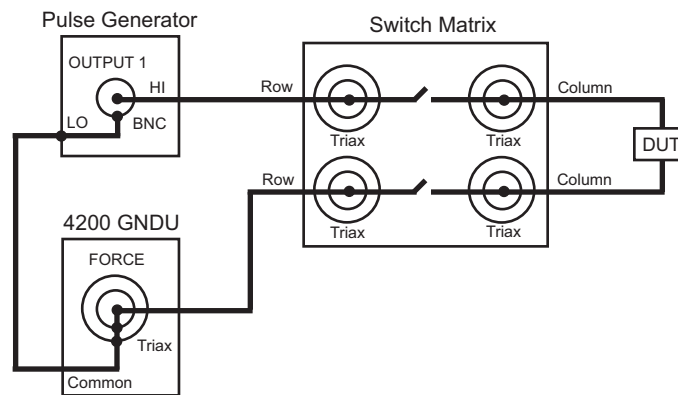 Pulse Generator
Switch Matrix
OUTPUT 1
HI
LO
BNC
Row
Column
Triax
Triax
DUT
Row
Column
Triax
Triax
4200 GNDU
FORCE
Triax
Common